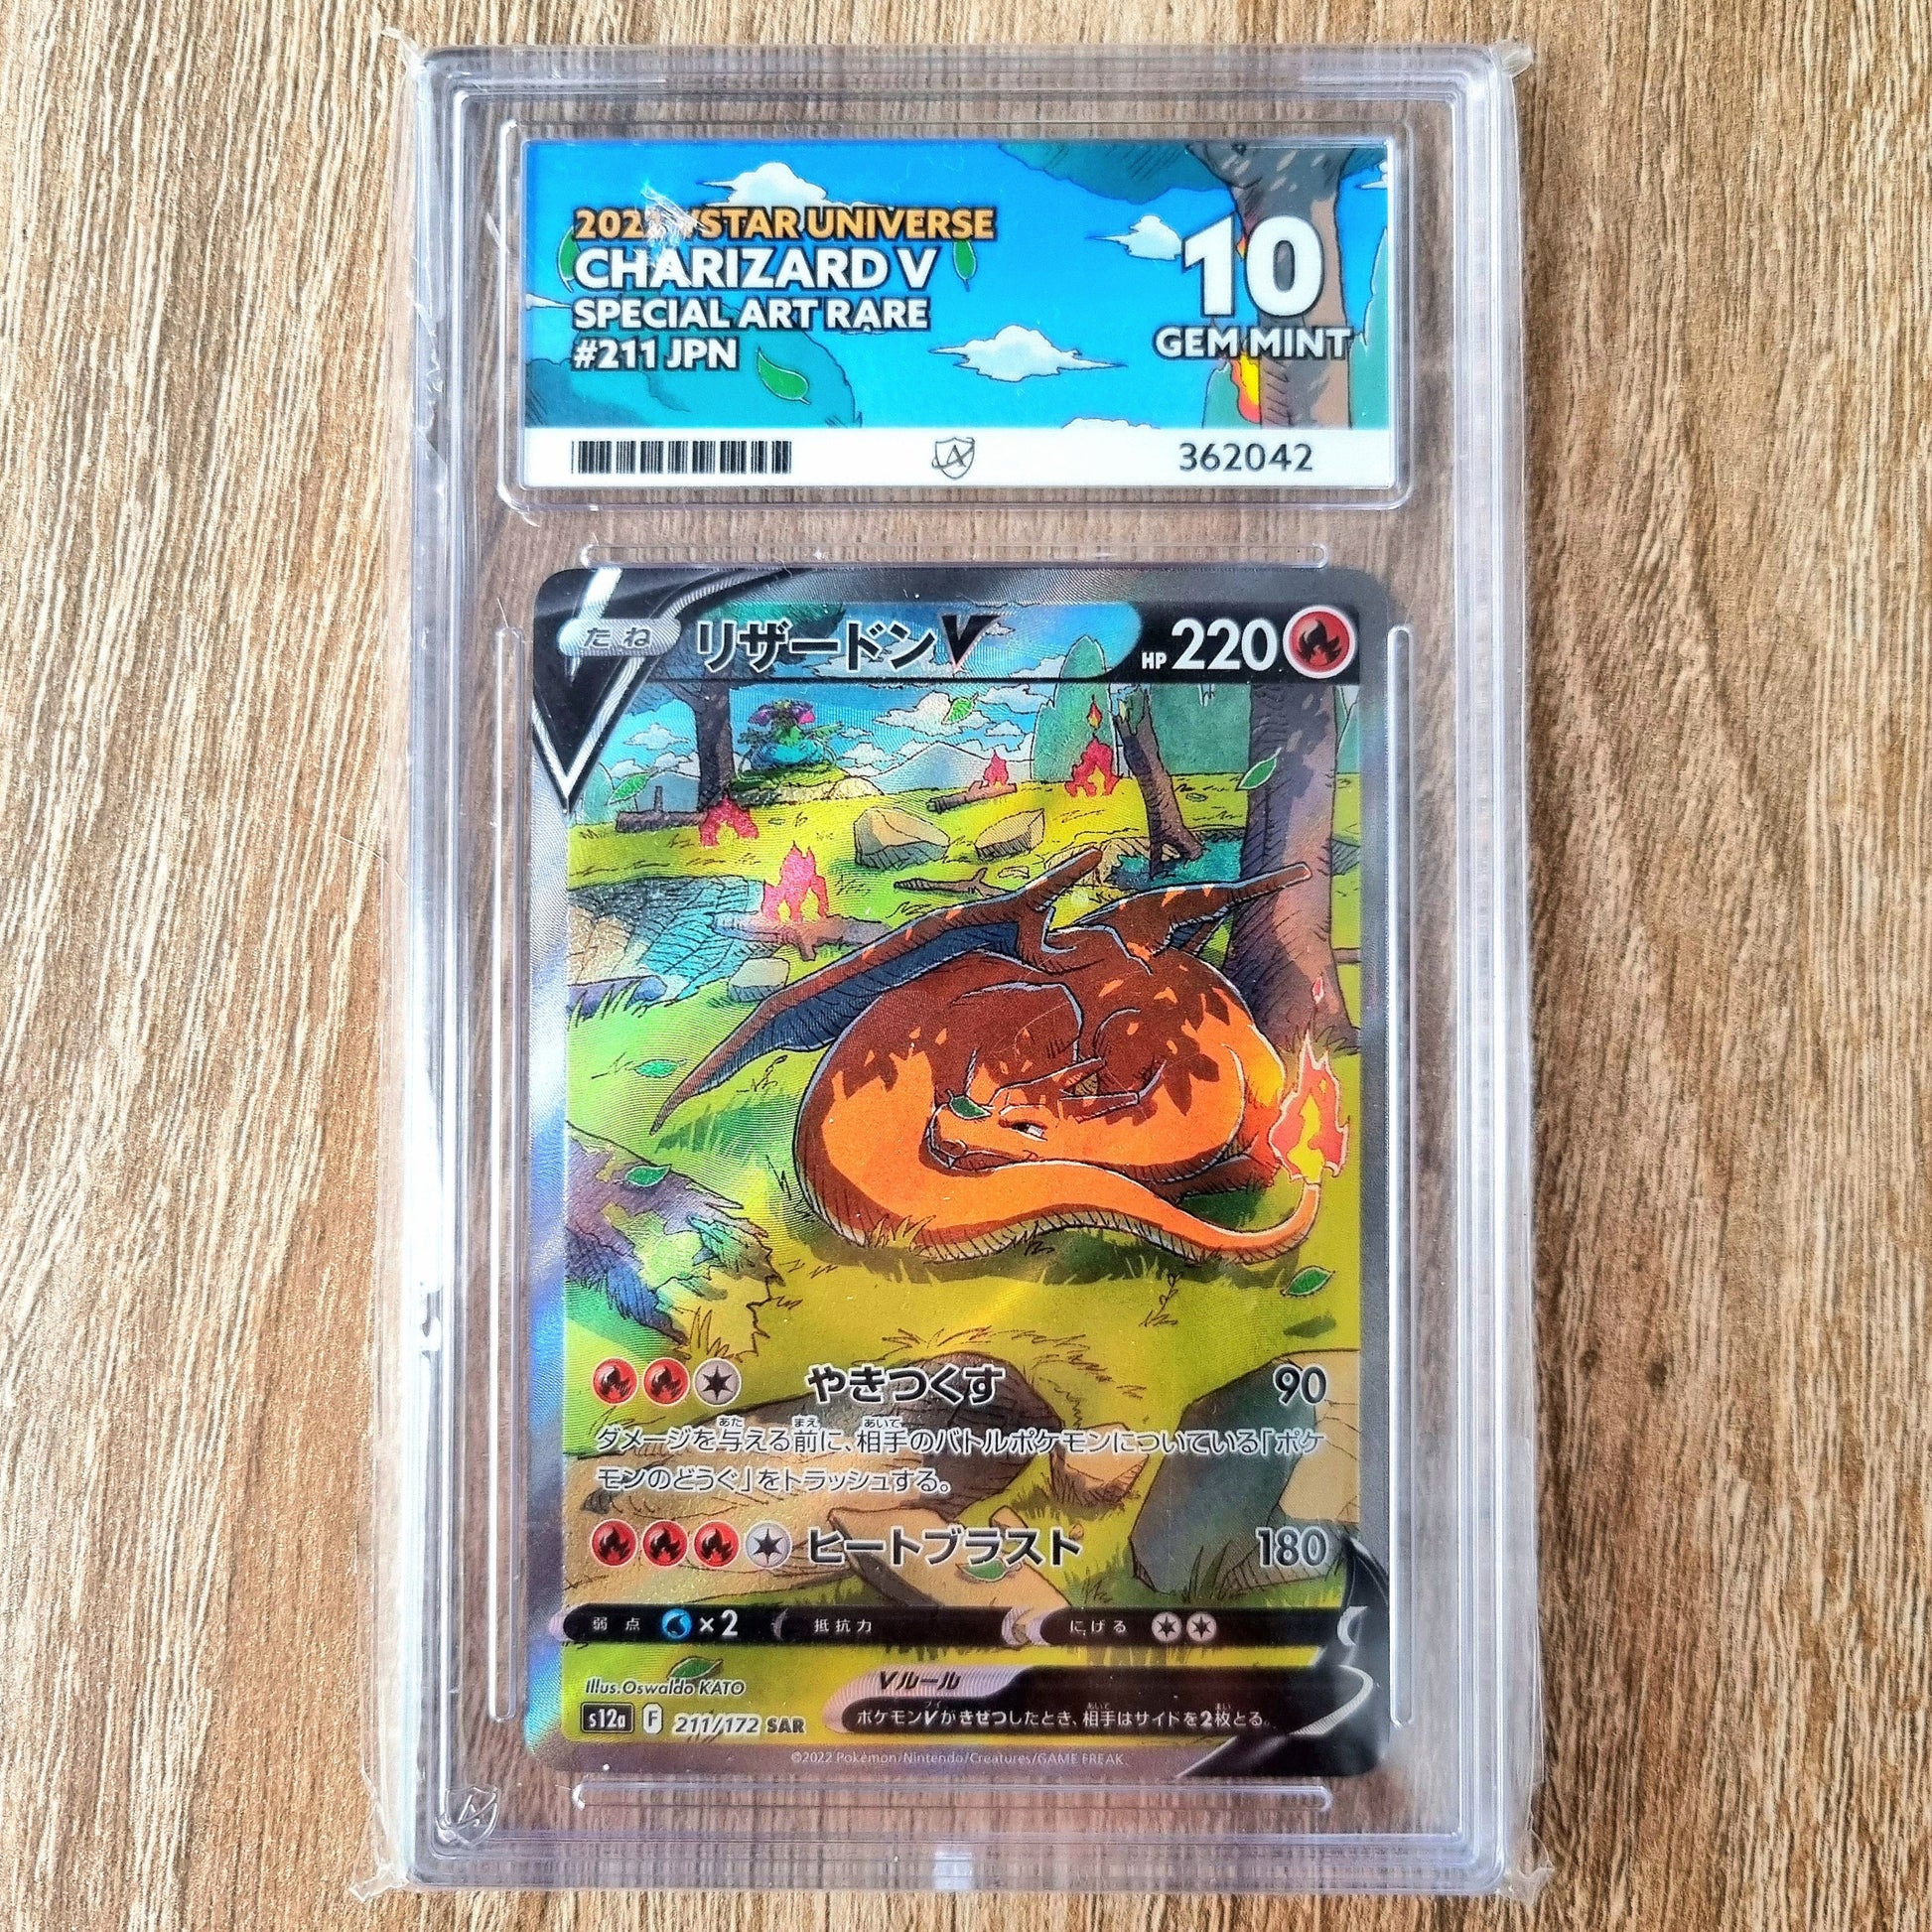 2022 VSTAR UNIVERSE
CHARIZARD V
SPECIAL ART RARE
#211 JPN
10
GEM MINT
362042
たね
リザードンV
HP 220
やきつくす 90
ダメージを与える前に、相手のバトルポケモンについている「ポケ
モンのどうぐ」をトラッシュする。
ヒートブラスト 180
弱点 ×2 抵抗力 にげる
Illus. Oswaldo KATO
Vルール
s12a F 211/172 SAR
ポケモンVがきぜつしたとき、相手はサイドを2枚とる。
©2022 Pokémon/Nintendo/Creatures/GAME FREAK